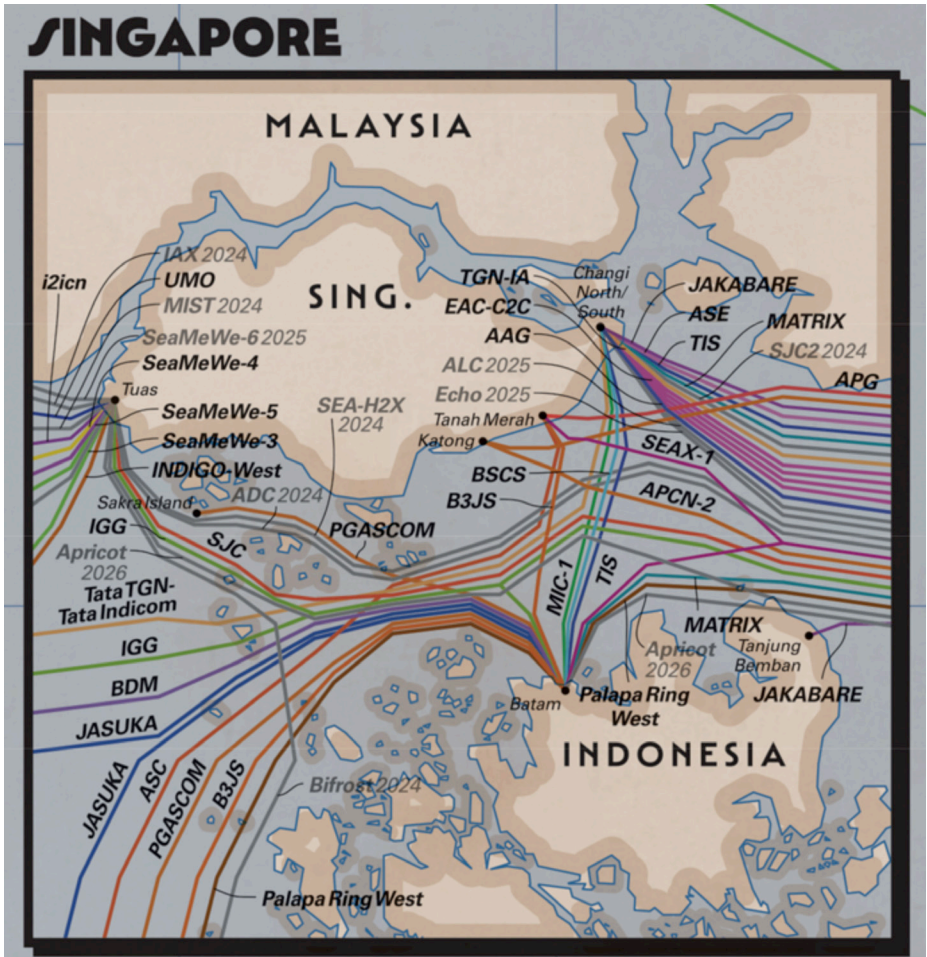 SINGAPORE
MALAYSIA
IAX 2024
i2icn
UMO
MIST 2024
SeaMeWe-6 2025
SeaMeWe-4
Tuas
SING.
TGN-IA
EAC-C2C
AAG
ALC 2025
Echo 2025
Tanah Merah
Katong
Changi
North/
South
JAKABARE
ASE
TIS
MATRIX
SJC2 2024
APG
SeaMeWe-5
SeaMeWe-3
INDIGO-West
SEA-H2X
2024
ADC 2024
Sakra Island
PGASCOM
BSCS
B3JS
SEAX-1
APCN-2
IGG
SJC
Apricot
2026
Tata TGN-
Tata Indicom
IGG
BDM
JASUKA
JASUKA
ASC
PGASCOM
B3JS
MIC-1
TIS
MATRIX
Apricot
2026
Tanjung
Bemban
Batam
Palapa Ring
West
JAKABARE
INDONESIA
Bifrost 2024
Palapa Ring West